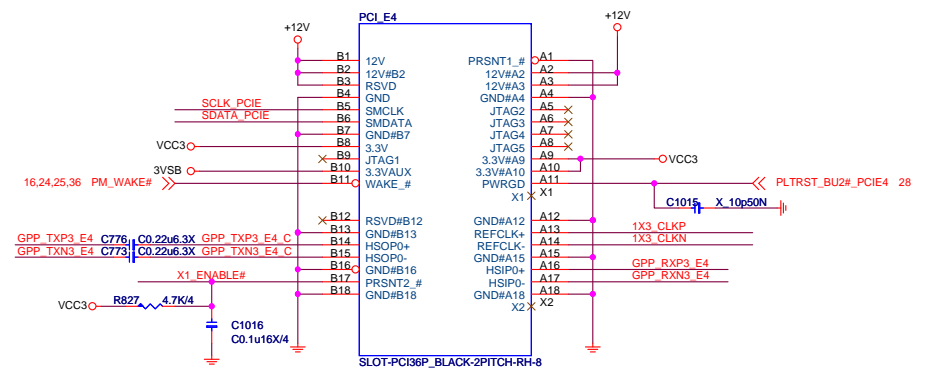 PCI_E4
+12V
+12V
B1 12V PRSNT1_# A1
B2 12V#B2 12V#A2 A2
B3 RSVD 12V#A3 A3
B4 GND GND#A4 A4
SCLK_PCIE B5 SMCLK JTAG2 A5
SDATA_PCIE B6 SMDATA JTAG3 A6
B7 GND#B7 JTAG4 A7
VCC3 B8 3.3V JTAG5 A8
B9 JTAG1 3.3V#A9 A9 VCC3
3VSB B10 3.3VAUX 3.3V#A10 A10
16,24,25,36 PM_WAKE# B11 WAKE_# PWRGD A11 PLTRST_BU2#_PCIE4 28
X1 X1
C1015 X_10p50N
B12 RSVD#B12 GND#A12 A12
B13 GND#B13 REFCLK+ A13 1X3_CLKP
GPP_TXP3_E4 C776 C0.22u6.3X GPP_TXP3_E4_C B14 HSOP0+ REFCLK- A14 1X3_CLKN
GPP_TXN3_E4 C773 C0.22u6.3X GPP_TXN3_E4_C B15 HSOP0- GND#A15 A15
B16 GND#B16 HSIP0+ A16 GPP_RXP3_E4
X1_ENABLE# B17 PRSNT2_# HSIP0- A17 GPP_RXN3_E4
B18 GND#B18 GND#A18 A18
X2 X2
VCC3 R827 4.7K/4
C1016
C0.1u16X/4
SLOT-PCI36P_BLACK-2PITCH-RH-8